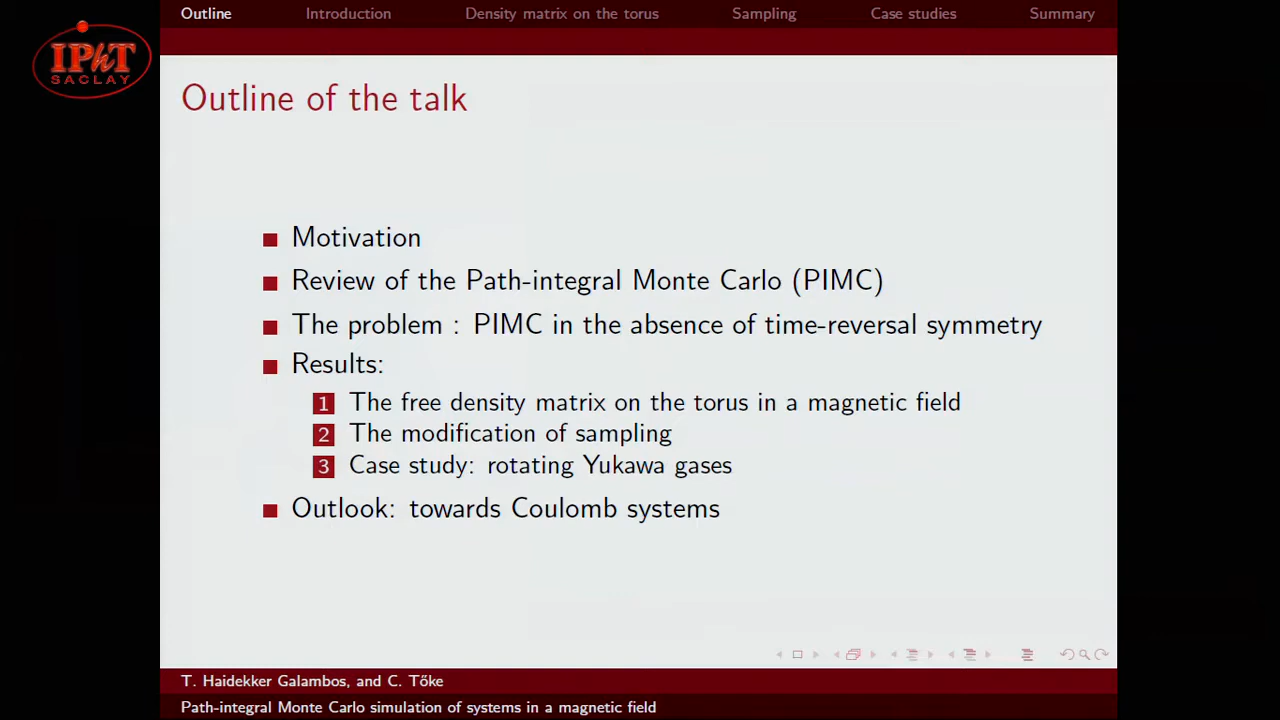 Outline Introduction Density matrix on the torus Sampling Case studies Summary
IPhT
SACLAY
Outline of the talk
Motivation
Review of the Path-integral Monte Carlo (PIMC)
The problem : PIMC in the absence of time-reversal symmetry
Results:
1 The free density matrix on the torus in a magnetic field
2 The modification of sampling
3 Case study: rotating Yukawa gases
Outlook: towards Coulomb systems
T. Haidekker Galambos, and C. Tőke
Path-integral Monte Carlo simulation of systems in a magnetic field